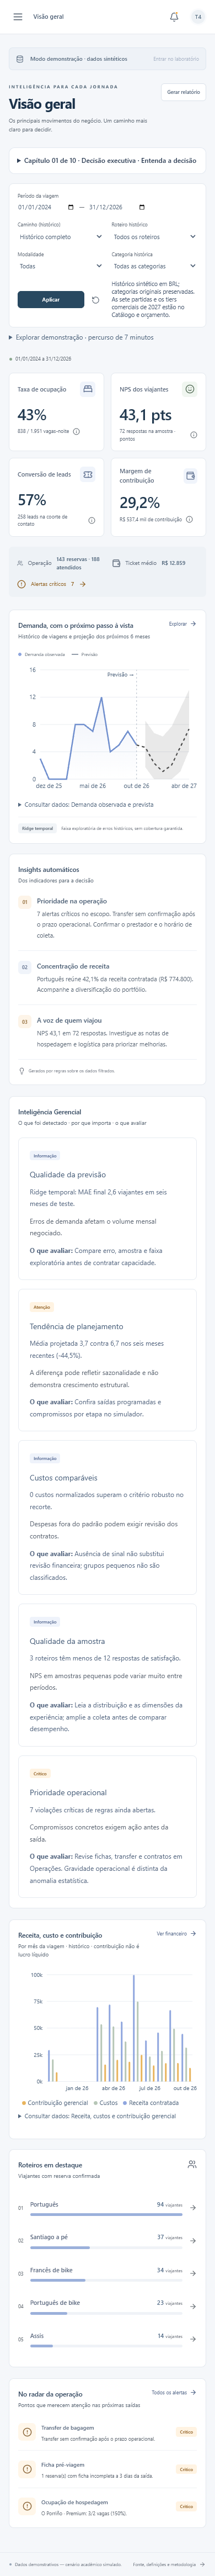 Visão geral
T4
Modo demonstração · dados sintéticos
Entrar no laboratório
INTELIGÊNCIA PARA CADA JORNADA
Visão geral
Gerar relatório
Os principais movimentos do negócio. Um caminho mais
claro para decidir.
Capítulo 01 de 10 · Decisão executiva · Entenda a decisão
Período da viagem
01/01/2024 — 31/12/2026
Caminho (histórico)
Histórico completo
Roteiro histórico
Todos os roteiros
Modalidade
Todas
Categoria histórica
Todas as categorias
Aplicar
Histórico sintético em BRL;
categorias originais preservadas.
As sete partidas e os tiers
comerciais de 2027 estão no
Catálogo e orçamento.
Explorar demonstração · percurso de 7 minutos
01/01/2024 a 31/12/2026
Taxa de ocupação
43%
838 / 1.951 vagas-noite
NPS dos viajantes
43,1 pts
72 respostas na amostra ·
pontos
Conversão de leads
57%
258 leads na coorte de
contato
Margem de
contribuição
29,2%
R$ 537,4 mil de contribuição
Operação
143 reservas · 188
atendidos
Ticket médio R$ 12.859
Alertas críticos 7
Demanda, com o próximo passo à vista
Explorar
Histórico de viagens e projeção dos próximos 6 meses
Demanda observada
Previsão
Previsão →
16
12
8
4
0
dez de 25
mai de 26
out de 26
abr de 27
Consultar dados: Demanda observada e prevista
Ridge temporal
Faixa exploratória de erros históricos, sem cobertura garantida.
Insights automáticos
Dos indicadores para a decisão
01
Prioridade na operação
7 alertas críticos no escopo. Transfer sem confirmação após
o prazo operacional. Confirmar o prestador e o horário de
coleta.
02
Concentração de receita
Português reúne 42,1% da receita contratada (R$ 774.800).
Acompanhe a diversificação do portfólio.
03
A voz de quem viajou
NPS 43,1 em 72 respostas. Investigue as notas de
hospedagem e logística para priorizar melhorias.
Gerados por regras sobre os dados filtrados.
Inteligência Gerencial
O que foi detectado · por que importa · o que avaliar
Informação
Qualidade da previsão
Ridge temporal: MAE final 2,6 viajantes em seis
meses de teste.
Erros de demanda afetam o volume mensal
negociado.
O que avaliar: Compare erro, amostra e faixa
exploratória antes de contratar capacidade.
Atenção
Tendência de planejamento
Média projetada 3,7 contra 6,7 nos seis meses
recentes (-44,5%).
A diferença pode refletir sazonalidade e não
demonstra crescimento estrutural.
O que avaliar: Confira saídas programadas e
compromissos por etapa no simulador.
Informação
Custos comparáveis
0 custos normalizados superam o critério robusto no
recorte.
Despesas fora do padrão podem exigir revisão dos
contratos.
O que avaliar: Ausência de sinal não substitui
revisão financeira; grupos pequenos não são
classificados.
Informação
Qualidade da amostra
3 roteiros têm menos de 12 respostas de satisfação.
NPS em amostras pequenas pode variar muito entre
períodos.
O que avaliar: Leia a distribuição e as dimensões da
experiência; amplie a coleta antes de comparar
desempenho.
Crítico
Prioridade operacional
7 violações críticas de regras ainda abertas.
Compromissos concretos exigem ação antes da
saída.
O que avaliar: Revise fichas, transfer e contratos em
Operações. Gravidade operacional é distinta da
anomalia estatística.
Receita, custo e contribuição
Ver financeiro
Por mês da viagem · histórico · contribuição não é
lucro líquido
100k
75k
50k
25k
0k
jan de 26
abr de 26
jul de 26
out de 26
Contribuição gerencial
Custos
Receita contratada
Consultar dados: Receita, custos e contribuição gerencial
Roteiros em destaque
Viajantes com reserva confirmada
01
Português
94 viajantes
02
Santiago a pé
37 viajantes
03
Francês de bike
34 viajantes
04
Português de bike
23 viajantes
05
Assis
14 viajantes
No radar da operação
Todos os alertas
Pontos que merecem atenção nas próximas saídas
Transfer de bagagem
Transfer sem confirmação após o prazo operacional.
Crítico
Ficha pré-viagem
1 reserva(s) com ficha incompleta a 3 dias da saída.
Crítico
Ocupação de hospedagem
O Porriño · Premium: 3/2 vagas (150%).
Crítico
Dados demonstrativos — cenário acadêmico simulado.
Fonte, definições e metodologia